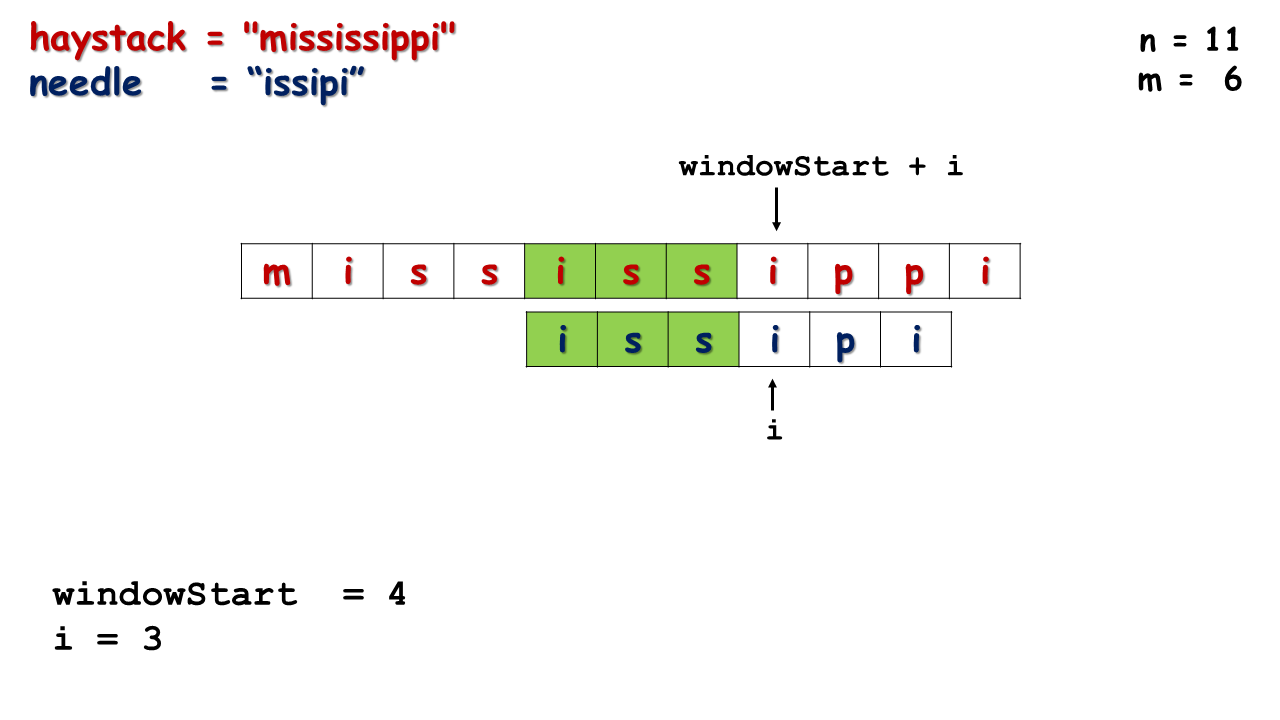 haystack = "mississippi"
needle = “issipi”
n = 11
m = 6
windowStart + i
m i s s i s s i p p i
i s s i p i
i
windowStart = 4
i = 3